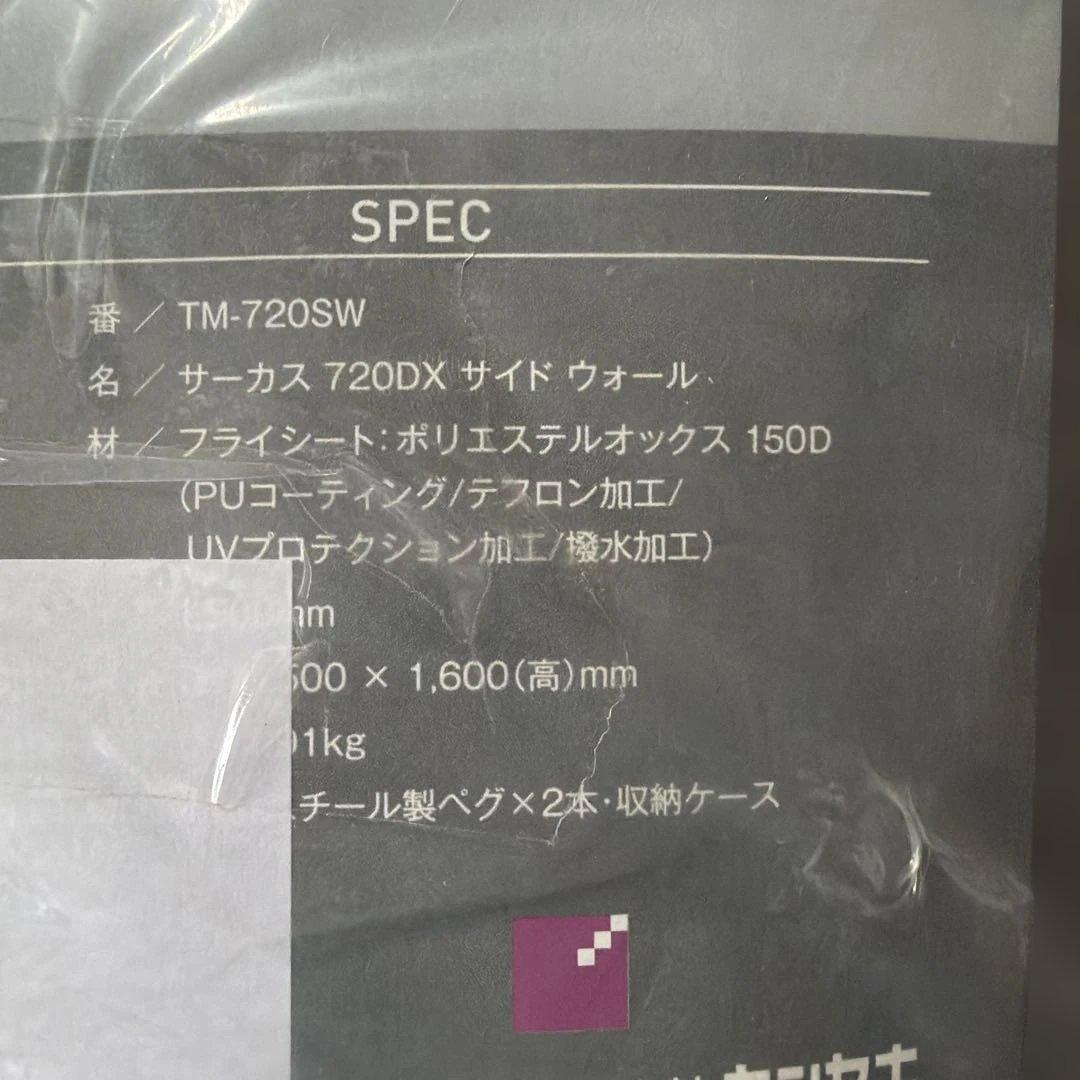 SPEC
番 / TM-720SW
名 / サーカス 720DX サイド ウォール
材 / フライシート:ポリエステルオックス 150D
(PUコーティング/テフロン加工/
UVプロテクション加工/撥水加工)
1,500mm
500 × 1,600(高)mm
01kg
スチール製ペグ×2本・収納ケース